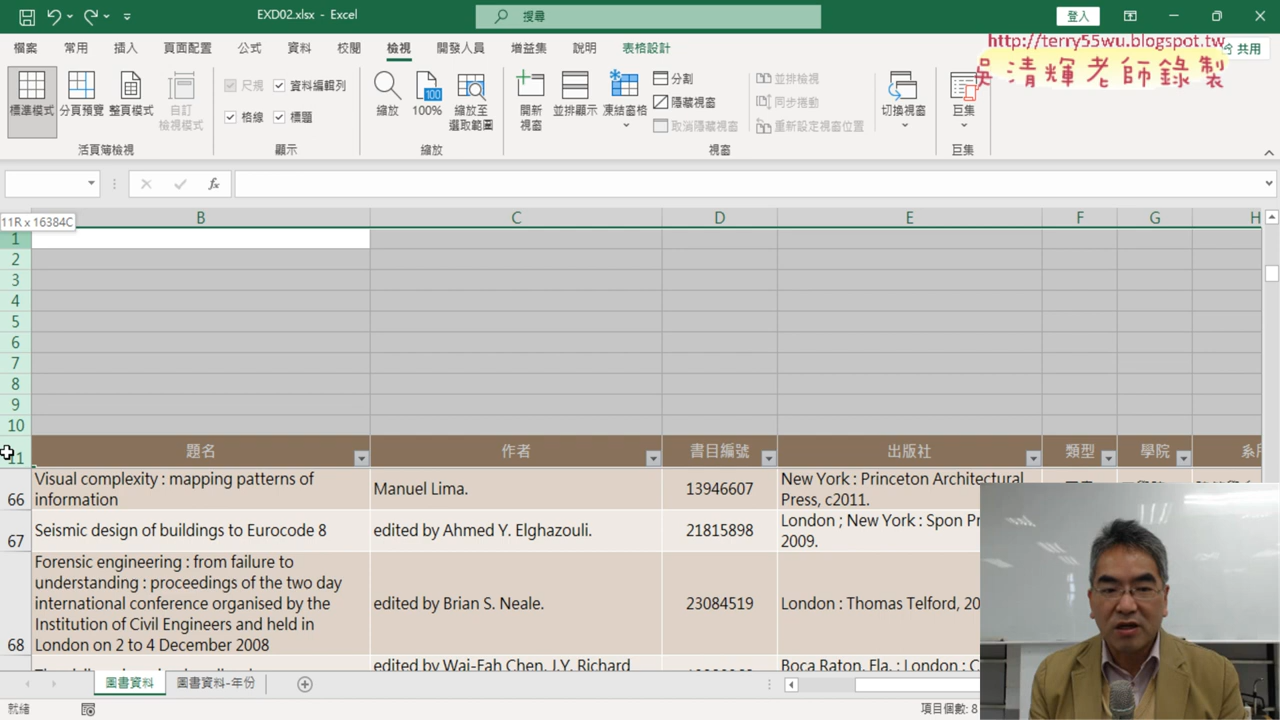 EXD02.xlsx - Excel
搜尋
登入
http://terry55wu.blogspot.tw
吳清輝老師錄製
檔案 常用 插入 頁面配置 公式 資料 校閱 檢視 開發人員 增益集 說明 表格設計 共用
標準模式 分頁預覽 整頁模式 自訂檢視模式
尺規 資料編輯列
格線 標題
縮放 100% 縮放至選取範圍
開新視窗 並排顯示 凍結窗格
分割
隱藏視窗
取消隱藏視窗
並排檢視
同步捲動
重新設定視窗位置
切換視窗 巨集
活頁簿檢視 顯示 縮放 視窗 巨集
fx
11R x 16384C
B C D E F G H
1
2
3
4
5
6
7
8
9
10
11 題名 作者 書目編號 出版社 類型 學院
66 Visual complexity : mapping patterns of information Manuel Lima. 13946607 New York : Princeton Architectural Press, c2011.
67 Seismic design of buildings to Eurocode 8 edited by Ahmed Y. Elghazouli. 21815898 London ; New York : Spon Pr 2009.
68 Forensic engineering : from failure to understanding : proceedings of the two day international conference organised by the Institution of Civil Engineers and held in London on 2 to 4 December 2008 edited by Brian S. Neale. 23084519 London : Thomas Telford, 20
edited by Wai-Fah Chen, J.Y. Richard
Boca Raton, Fla. ; London : C
圖書資料 圖書資料-年份
就緒
項目個數: 8